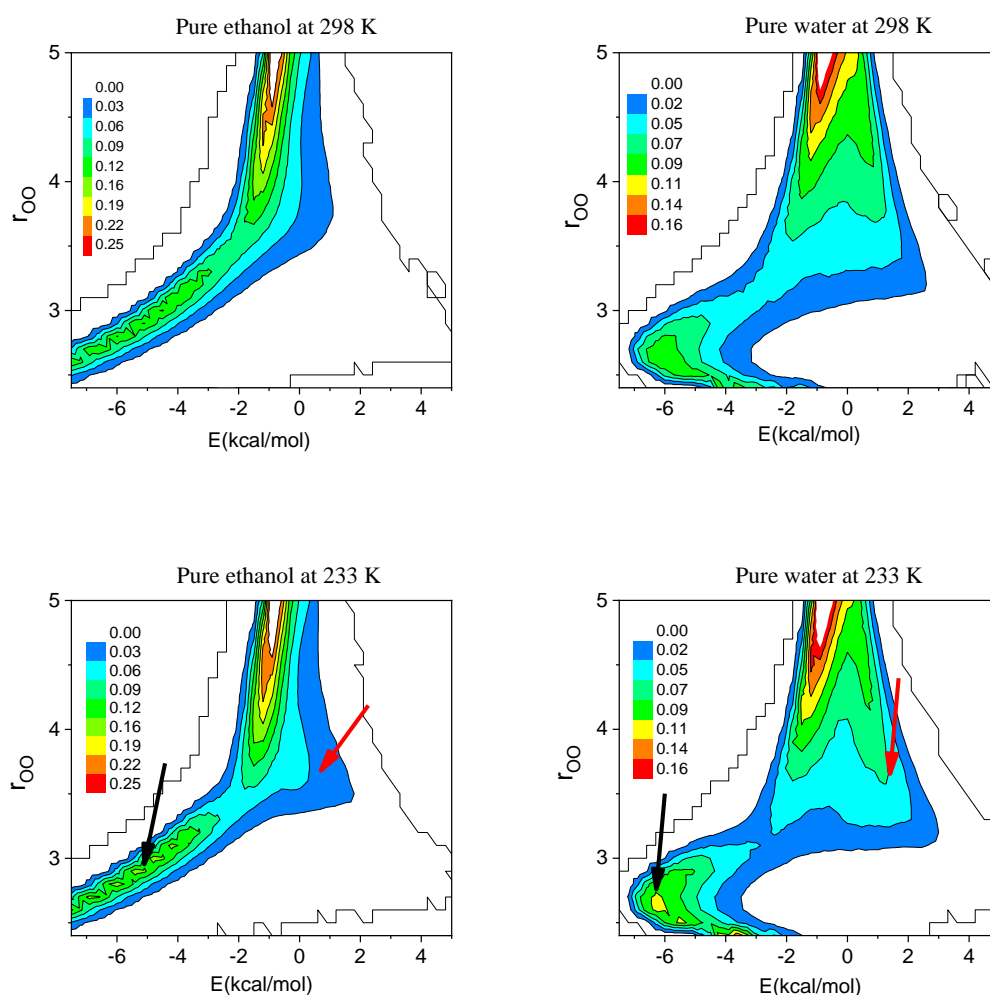 Pure ethanol at 298 K
5
4
3
rOO
0.00
0.03
0.06
0.09
0.12
0.16
0.19
0.22
0.25
-6 -4 -2 0 2 4
E(kcal/mol)
Pure water at 298 K
5
4
3
rOO
0.00
0.02
0.05
0.07
0.09
0.11
0.14
0.16
-6 -4 -2 0 2 4
E(kcal/mol)
Pure ethanol at 233 K
5
4
3
rOO
0.00
0.03
0.06
0.09
0.12
0.16
0.19
0.22
0.25
-6 -4 -2 0 2 4
E(kcal/mol)
Pure water at 233 K
5
4
3
rOO
0.00
0.02
0.05
0.07
0.09
0.11
0.14
0.16
-6 -4 -2 0 2 4
E(kcal/mol)